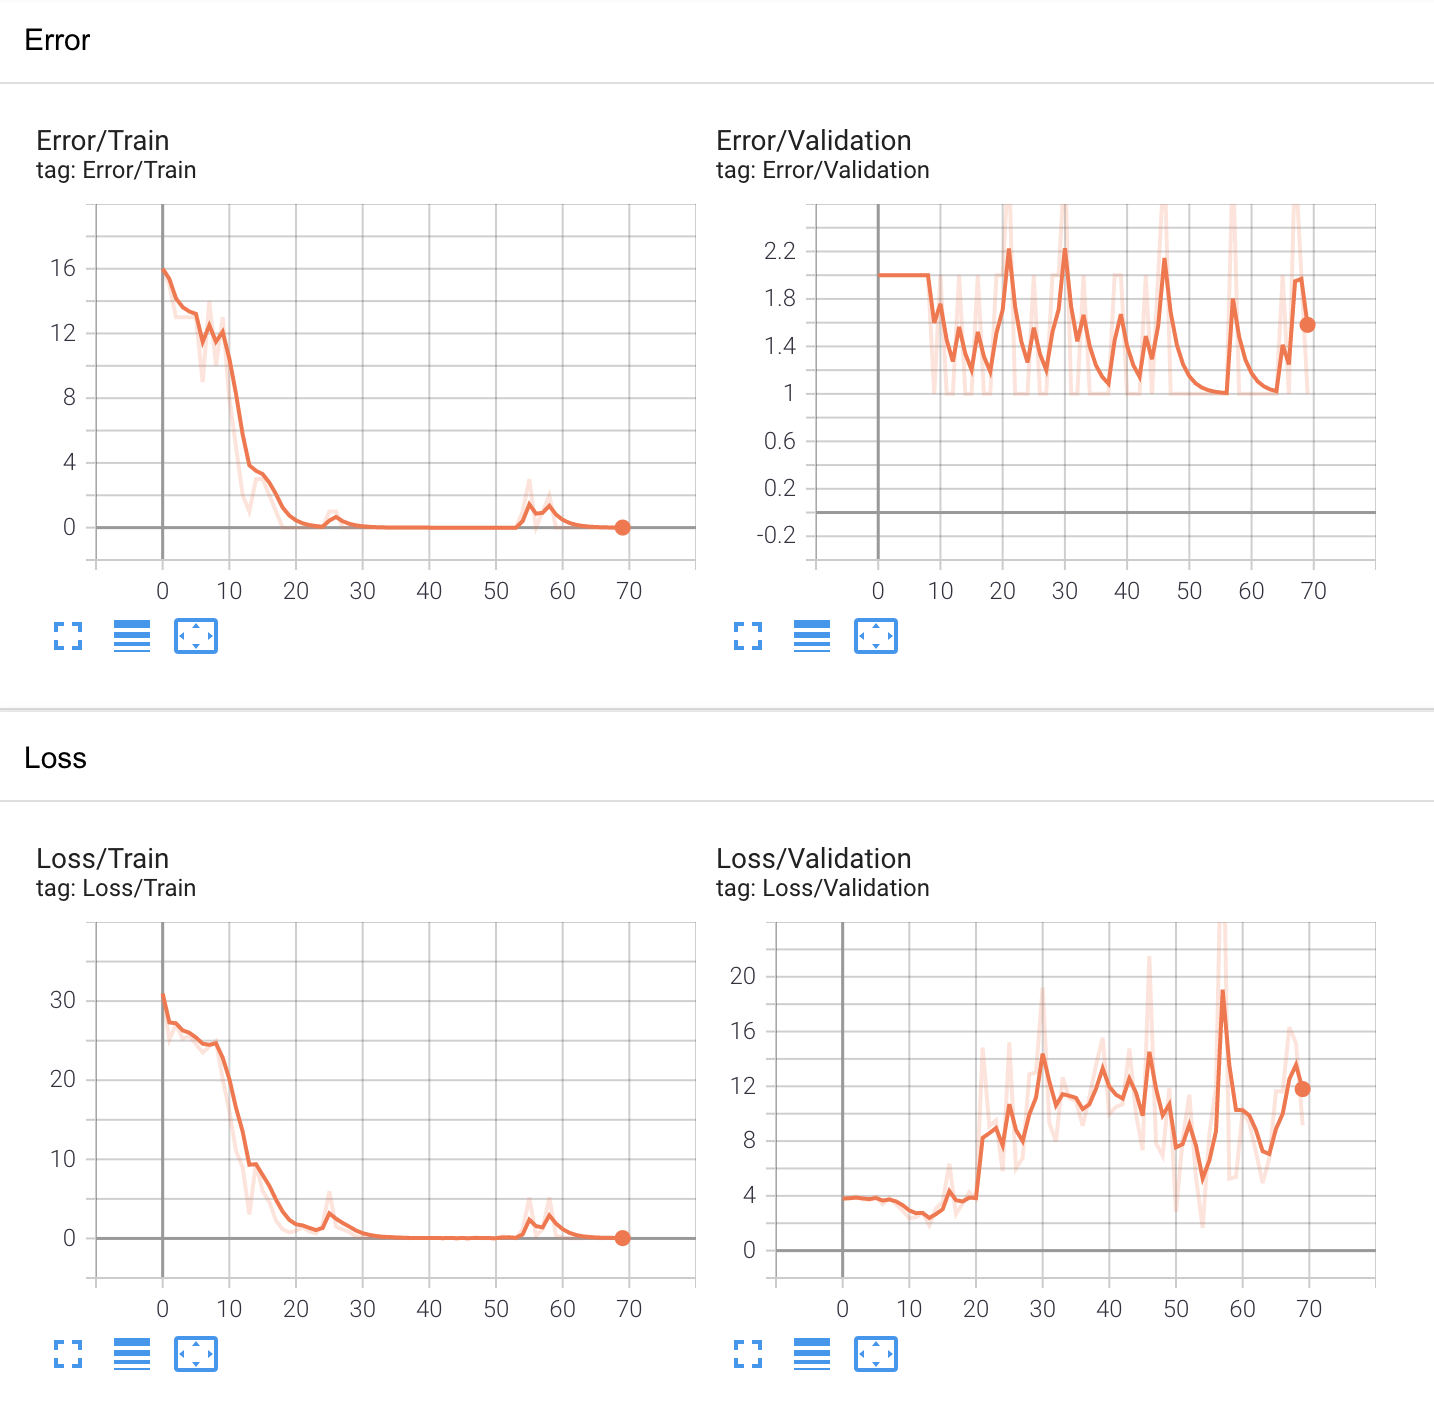 Error
Error/Train
tag: Error/Train
16
12
8
4
0
0 10 20 30 40 50 60 70
Error/Validation
tag: Error/Validation
2.2
1.8
1.4
1
0.6
0.2
-0.2
0 10 20 30 40 50 60 70
Loss
Loss/Train
tag: Loss/Train
30
20
10
0
0 10 20 30 40 50 60 70
Loss/Validation
tag: Loss/Validation
20
16
12
8
4
0
0 10 20 30 40 50 60 70